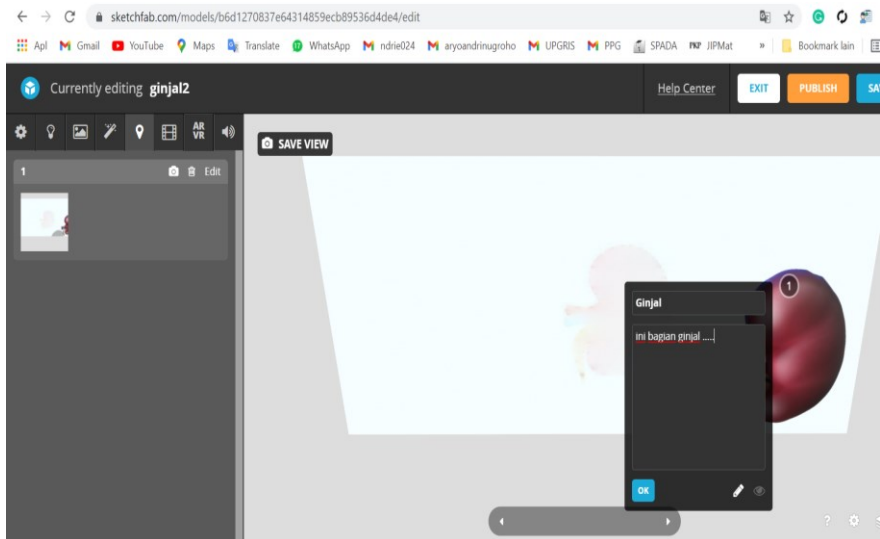 sketchfab.com/models/b6d1270837e64314859ecb89536d4de4/edit
Apl Gmail YouTube Maps Translate WhatsApp ndrie024 aryoandrinugroho UPGRIS PPG SPADA PKP JIPMat » Bookmark lain
Currently editing ginjal2 Help Center EXIT PUBLISH SA
AR VR
SAVE VIEW
1 Edit
1
Ginjal
ini bagian ginjal .....
OK
?